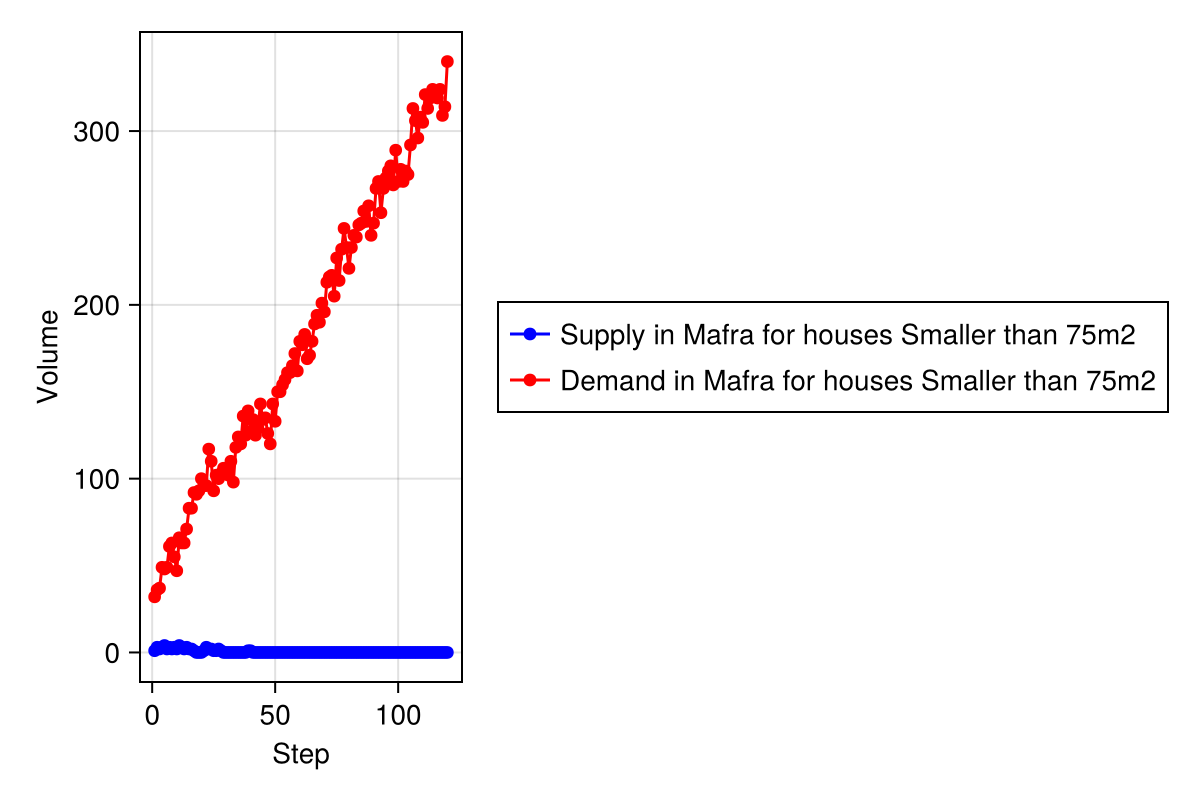 300
200
100
0
Volume
0 50 100
Step
Supply in Mafra for houses Smaller than 75m2
Demand in Mafra for houses Smaller than 75m2